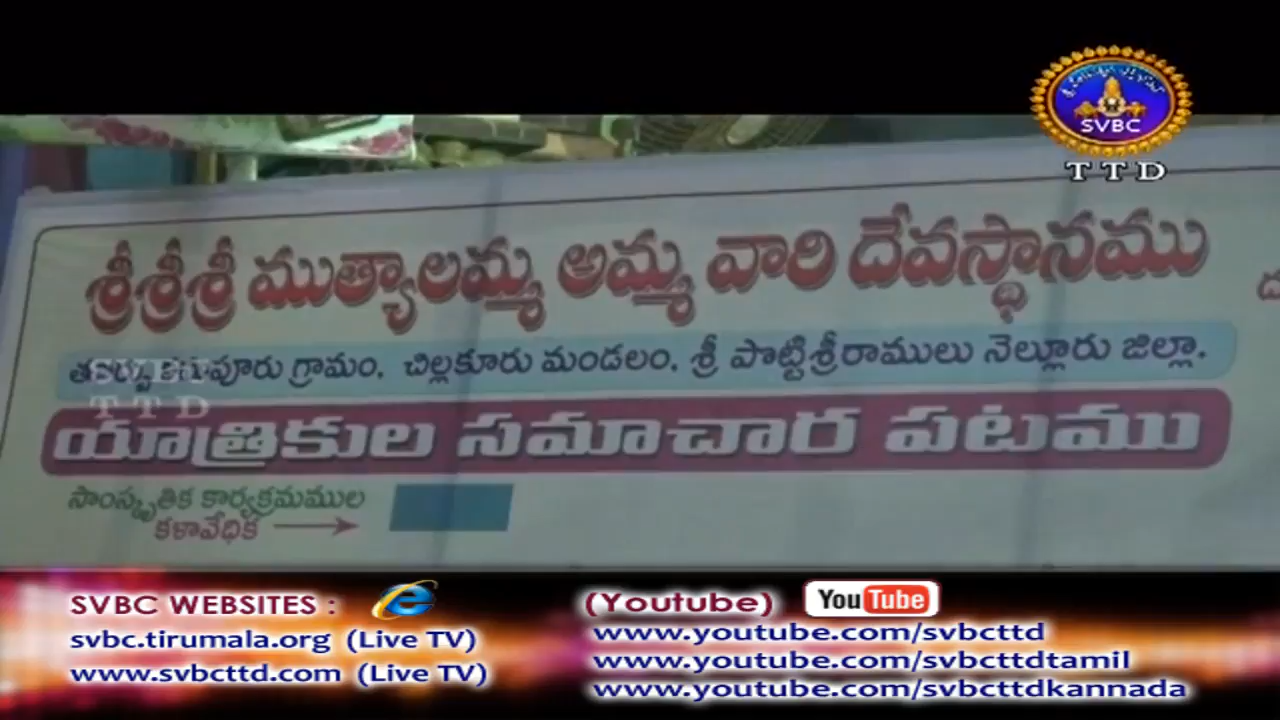 SVBC
TTD
శ్రీశ్రీశ్రీ ముత్యాలమ్మ అమ్మ వారి దేవస్థానము
గ్రామం, చిల్లకూరు మండలం, శ్రీ పొట్టిశ్రీరాములు నెల్లూరు జిల్లా.
TTD
యాత్రికుల సమాచార పటము
సాంస్కృతిక కార్యక్రమముల
కళావేధిక
SVBC WEBSITES :
svbc.tirumala.org (Live TV)
www.svbcttd.com (Live TV)
(Youtube) YouTube
www.youtube.com/svbcttd
www.youtube.com/svbcttdtamil
www.youtube.com/svbcttdkannada